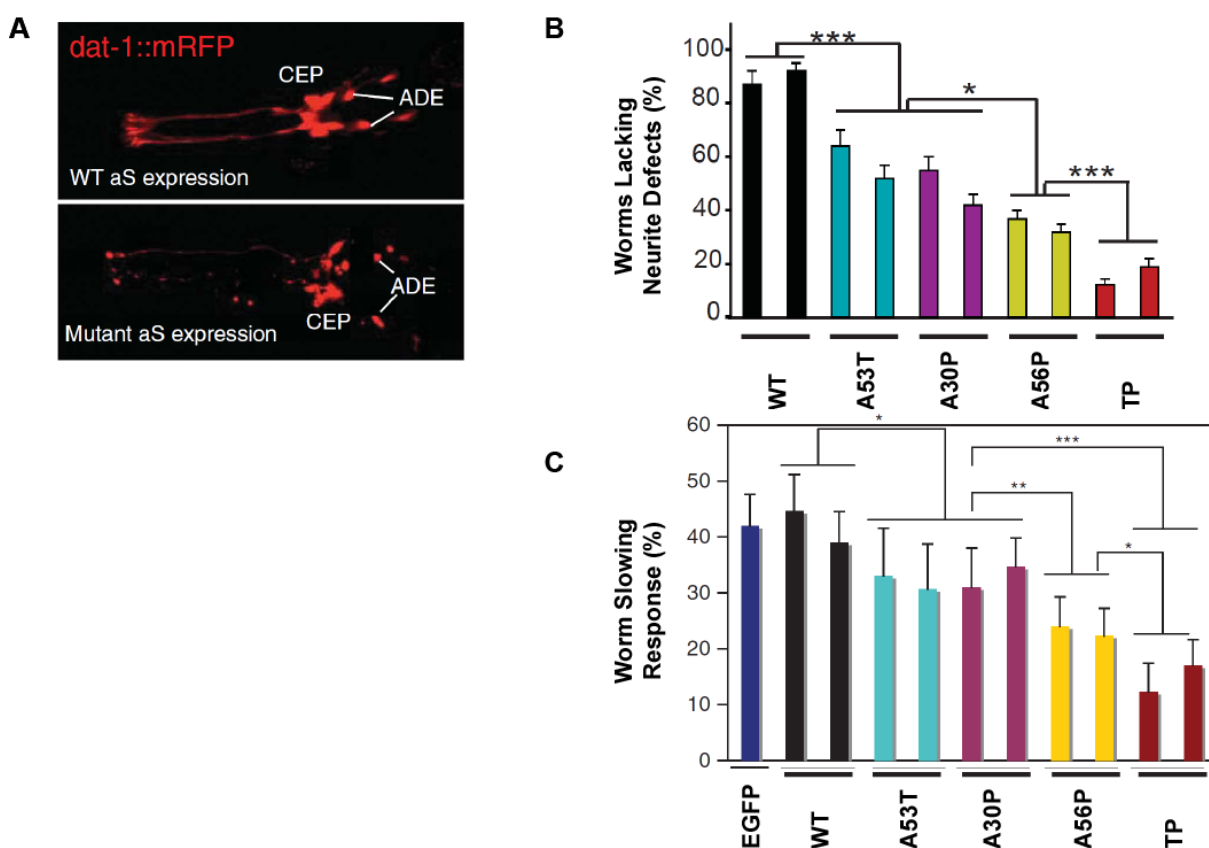 A
dat-1::mRFP
CEP
ADE
WT aS expression
ADE
CEP
Mutant aS expression
B
Worms Lacking
Neurite Defects (%)
100
80
60
40
20
0
***
*
***
WT
A53T
A30P
A56P
TP
C
Worm Slowing
Response (%)
60
50
40
30
20
10
0
*
***
**
*
EGFP
WT
A53T
A30P
A56P
TP